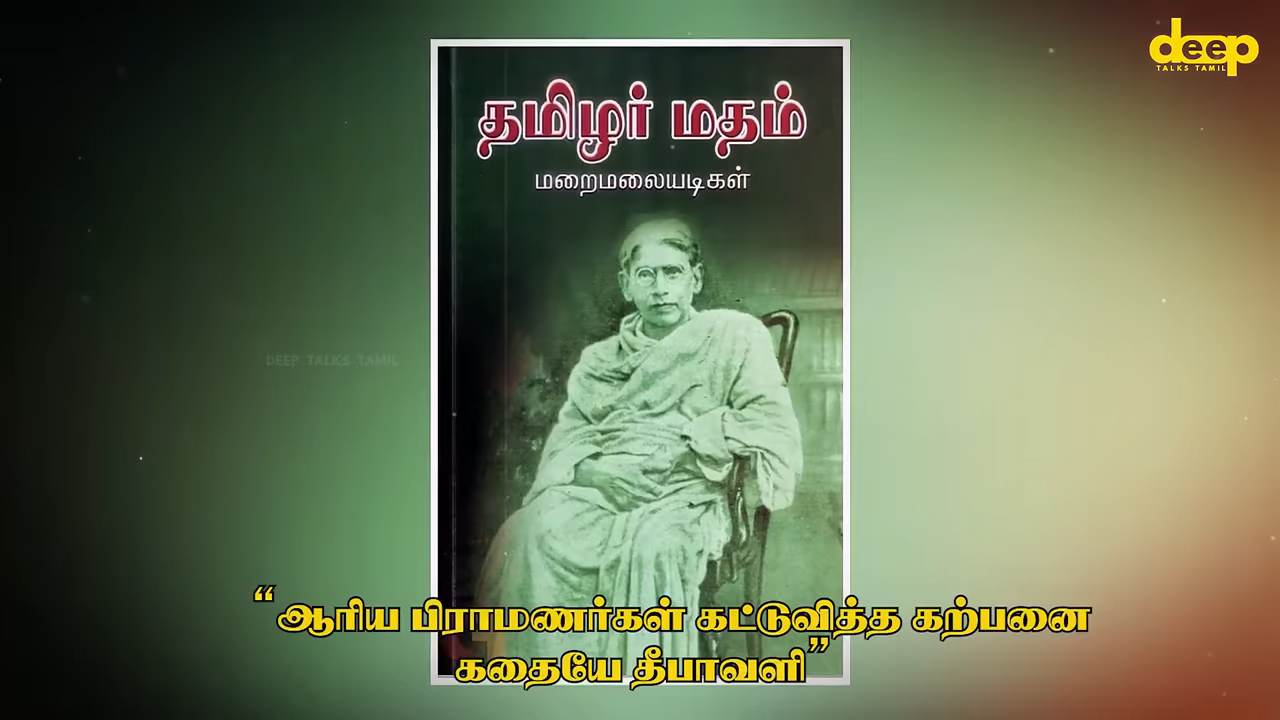 deep
TALKS TAMIL
தமிழர் மதம்
மறைமலையடிகள்
DEEP TALKS TAMIL
“ஆரிய பிராமணர்கள் கட்டுவித்த கற்பனை
கதையே தீபாவளி”